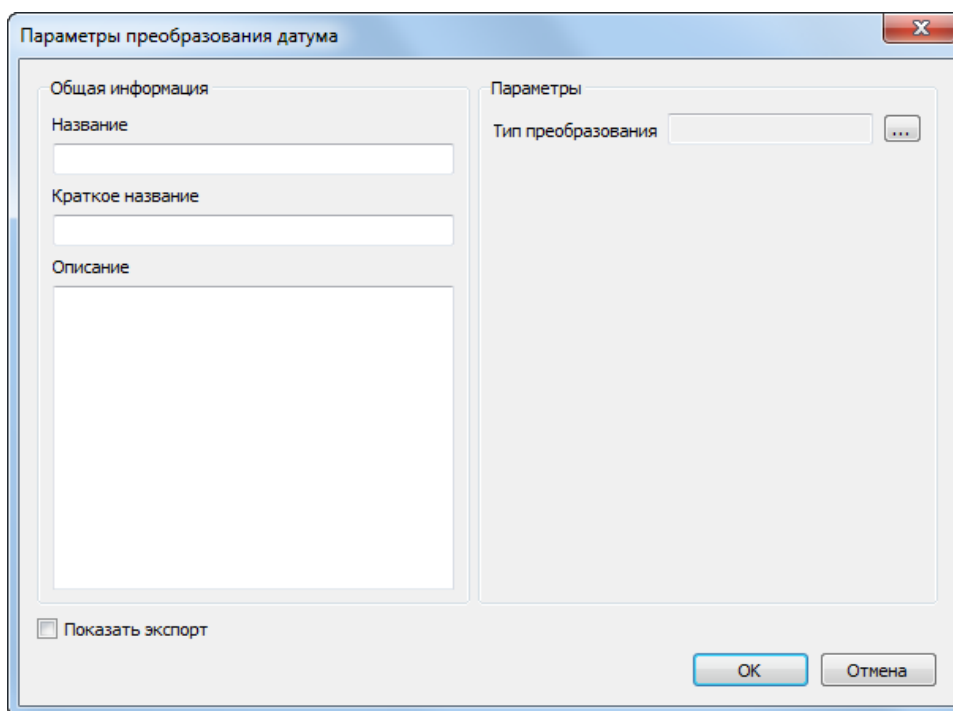 Параметры преобразования датума
Общая информация
Название
Краткое название
Описание
Параметры
Тип преобразования ...
Показать экспорт
OK Отмена